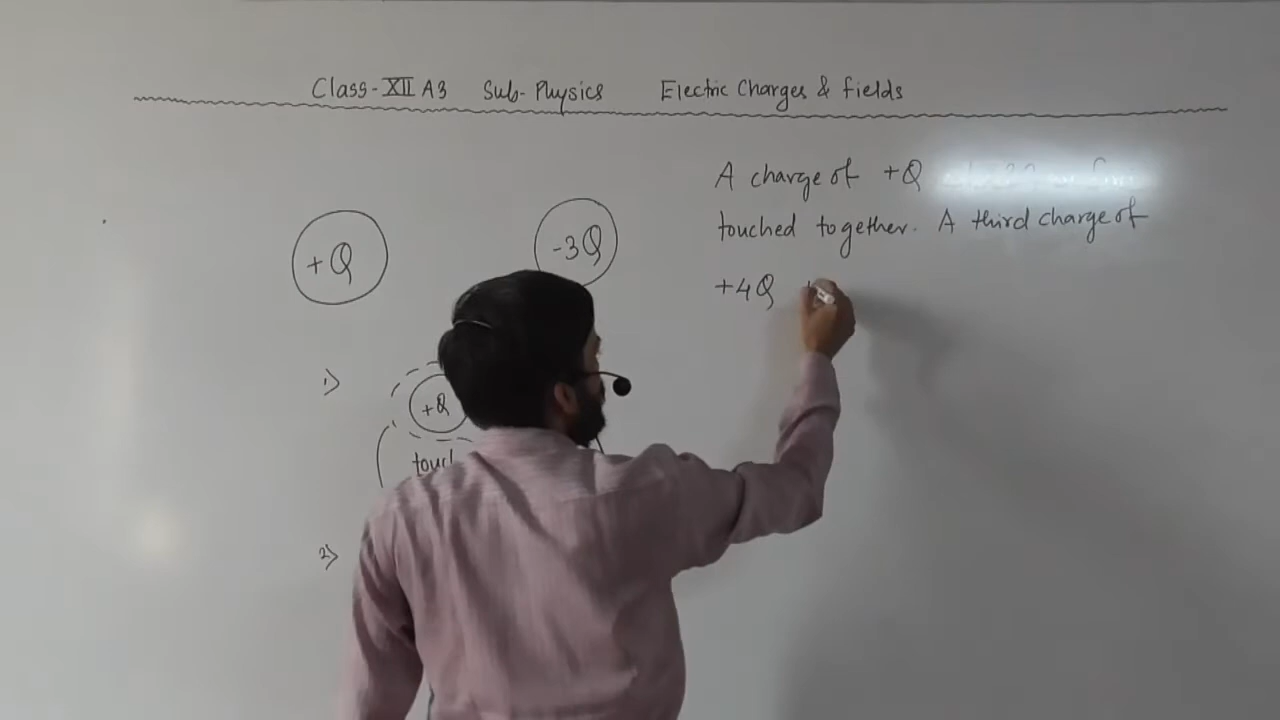 Class-XII A3 Sub-Physics Electric Charges & fields
A charge of +Q
touched together. A third charge of
+4Q
+Q
-3Q
1)
+Q
2)